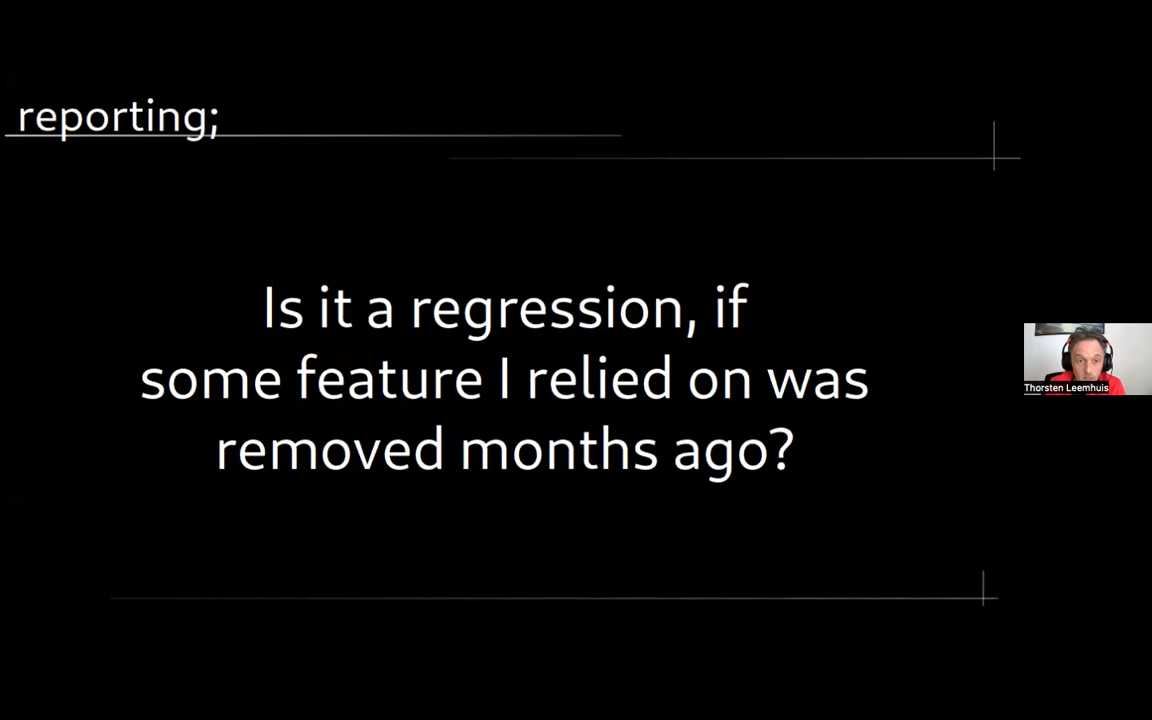 reporting;
Is it a regression, if
some feature I relied on was
removed months ago?
Thorsten Leemhuis